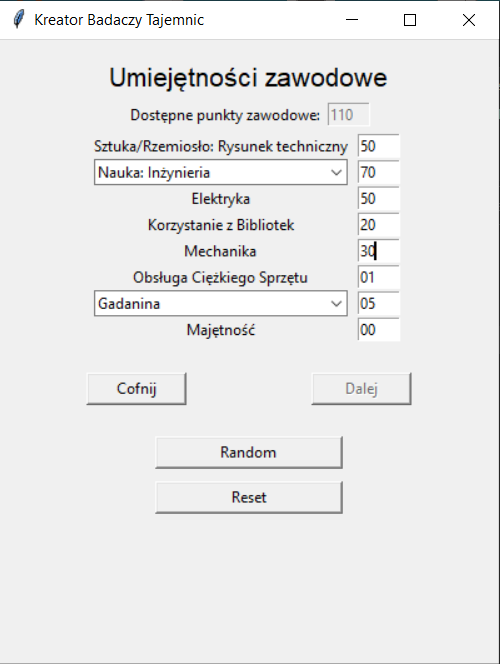 Kreator Badaczy Tajemnic
Umiejętności zawodowe
Dostępne punkty zawodowe: 110
Sztuka/Rzemiosło: Rysunek techniczny 50
Nauka: Inżynieria 70
Elektryka 50
Korzystanie z Bibliotek 20
Mechanika 30
Obsługa Ciężkiego Sprzętu 01
Gadanina 05
Majętność 00
Cofnij Dalej
Random
Reset